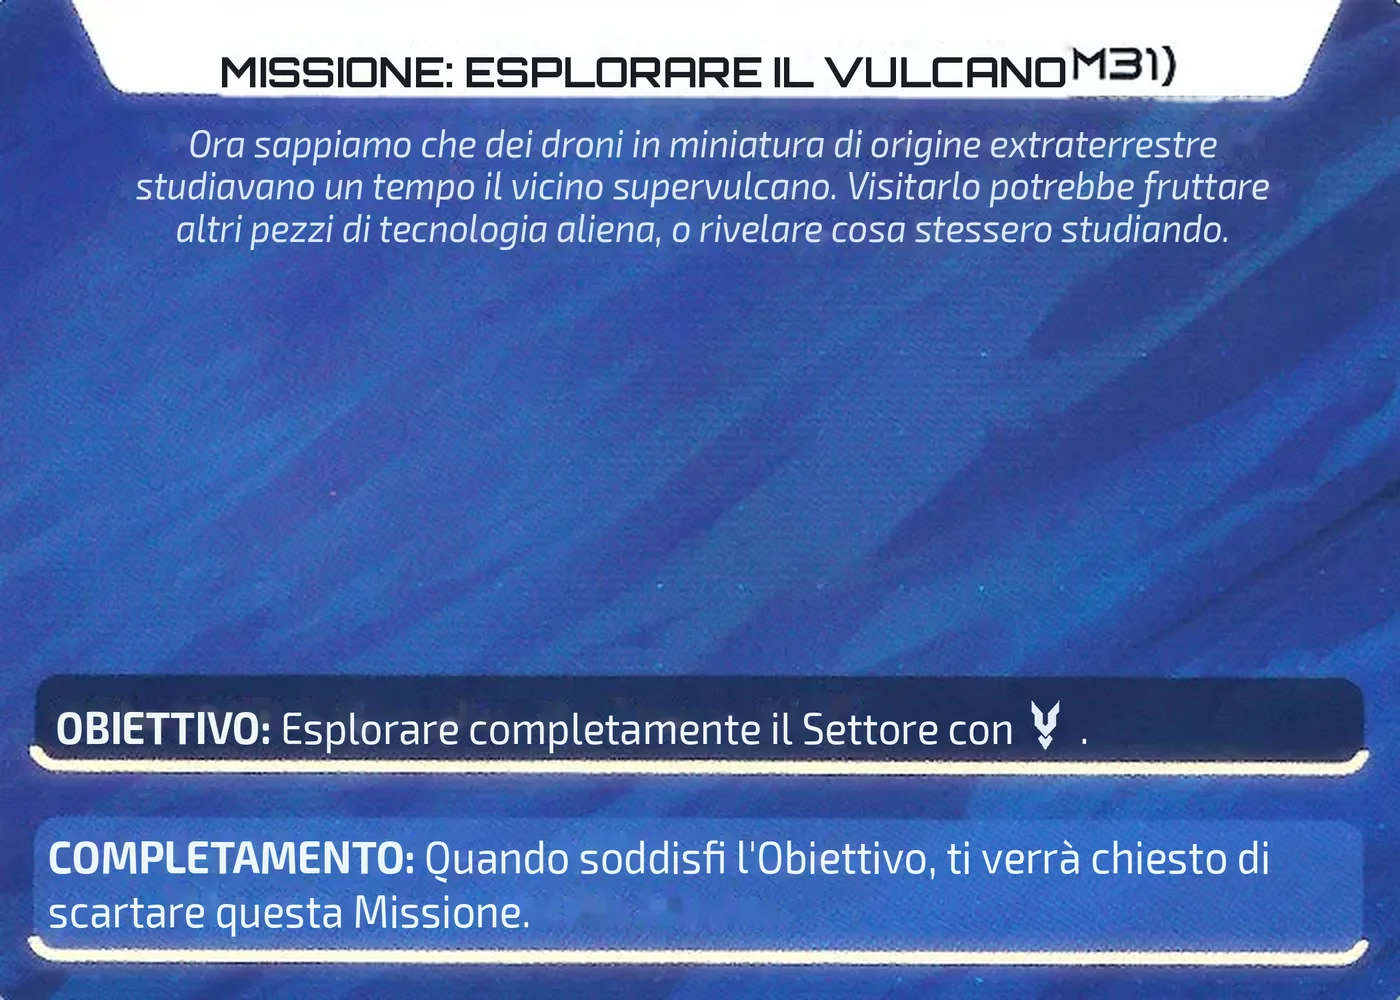 MISSIONE: ESPLORARE IL VULCANO M31)
Ora sappiamo che dei droni in miniatura di origine extraterrestre
studiavano un tempo il vicino supervulcano. Visitarlo potrebbe fruttare
altri pezzi di tecnologia aliena, o rivelare cosa stessero studiando.
OBIETTIVO: Esplorare completamente il Settore con .
COMPLETAMENTO: Quando soddisfi l'Obiettivo, ti verrà chiesto di
scartare questa Missione.